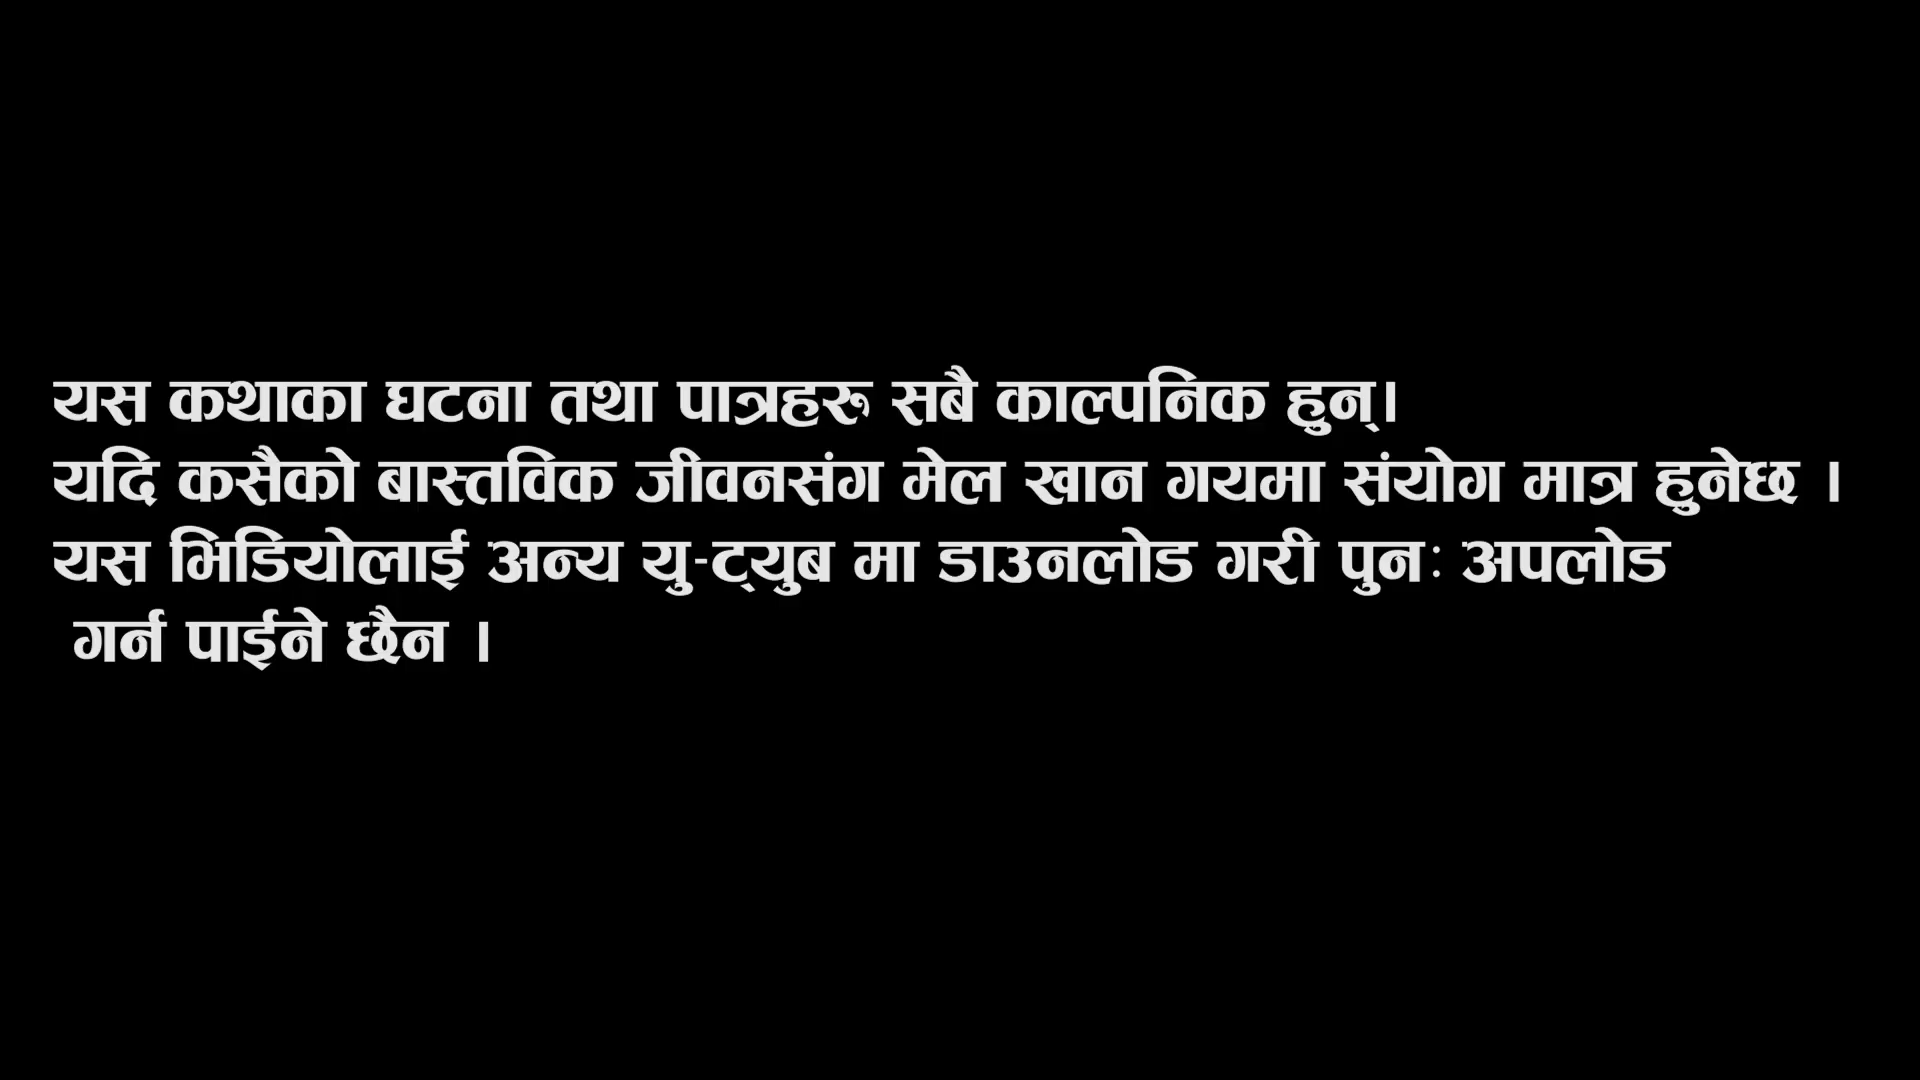 यस कथाका घटना तथा पात्रहरू सबै काल्पनिक हुन्।
यदि कसैको बास्तविक जीवनसंग मेल खान गयमा संयोग मात्र हुनेछ ।
यस भिडियोलाई अन्य यु-ट्युब मा डाउनलोड गरी पुनः अपलोड
गर्न पाईने छैन ।